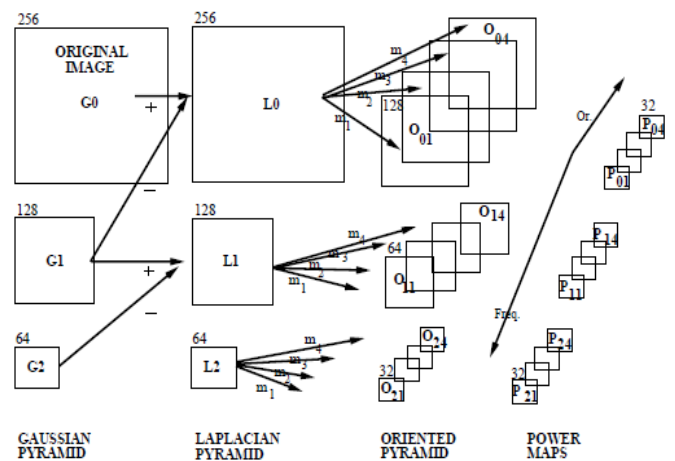 256
256
ORIGINAL
IMAGE
G0
+
L0
m4
m3
m2
m1
128
O04
O01
Or.
32
P04
P01
–
128
128
G1
+
L1
m4
m3
m2
m1
64
O14
O11
P14
P11
–
Freq.
64
64
G2
L2
m4
m3
m2
m1
O24
32
O21
P24
32
P21
GAUSSIAN LAPLACIAN ORIENTED POWER
PYRAMID PYRAMID PYRAMID MAPS